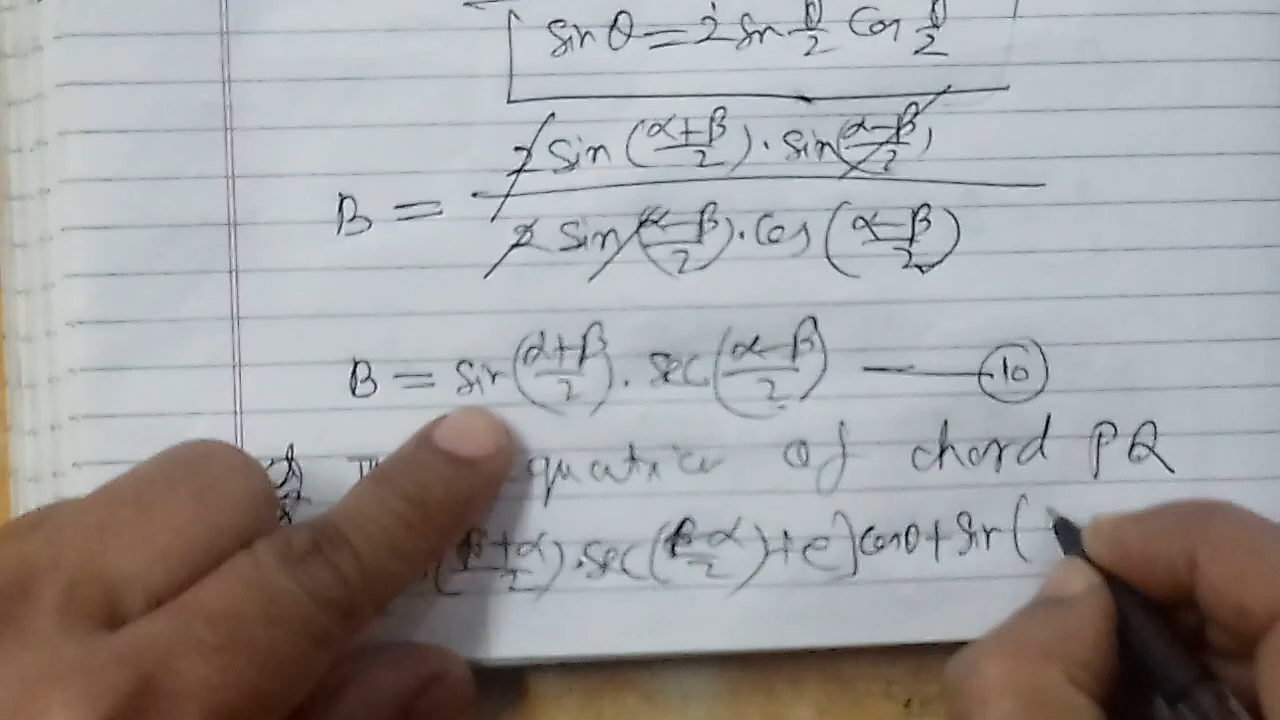 sin θ = 2 sin θ/2 cos θ/2
B = 2 sin (α+β/2) . sin (α-β/2) / 2 sin (α-β/2) . cos (α-β/2)
B = sin (α+β/2) . sec (α-β/2) — 10
of chord PQ
(β+α/2) . sec (β-α/2) + e] cosθ + sin (